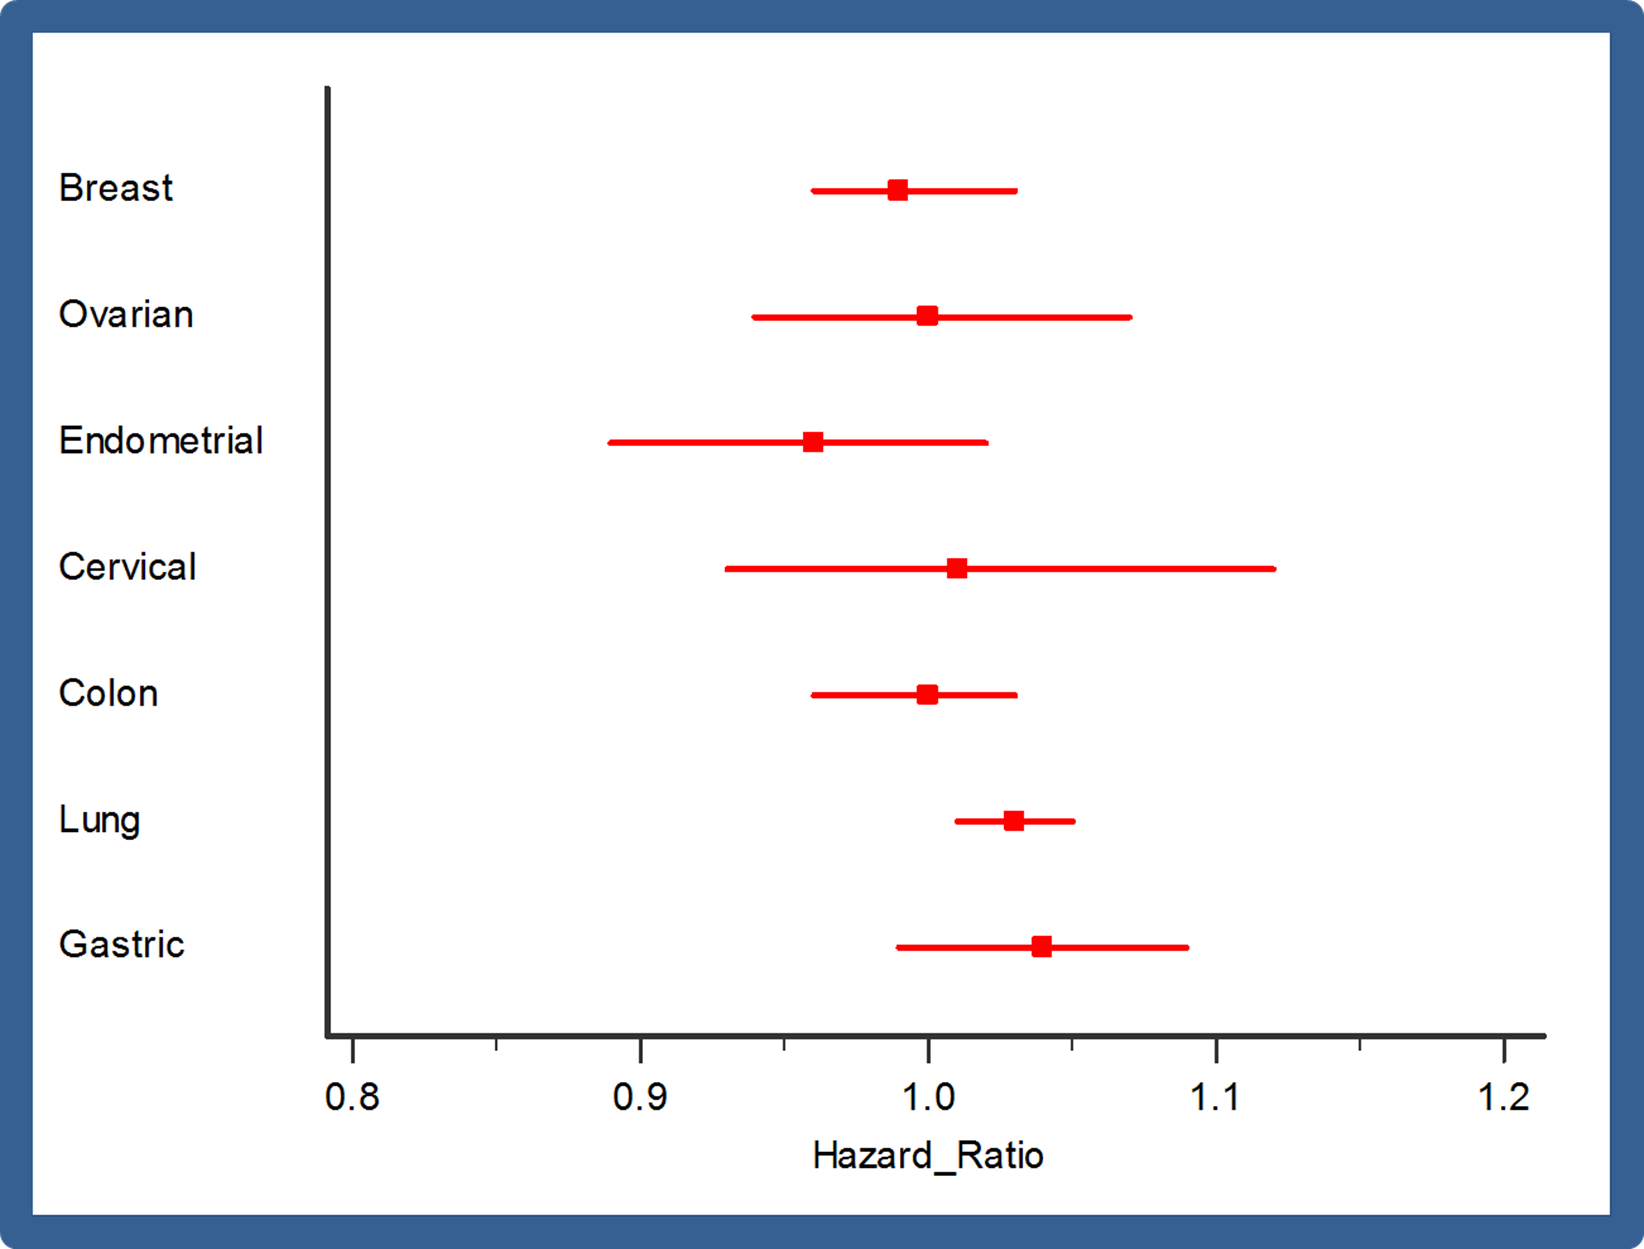 Breast
Ovarian
Endometrial
Cervical
Colon
Lung
Gastric
0.8 0.9 1.0 1.1 1.2
Hazard_Ratio